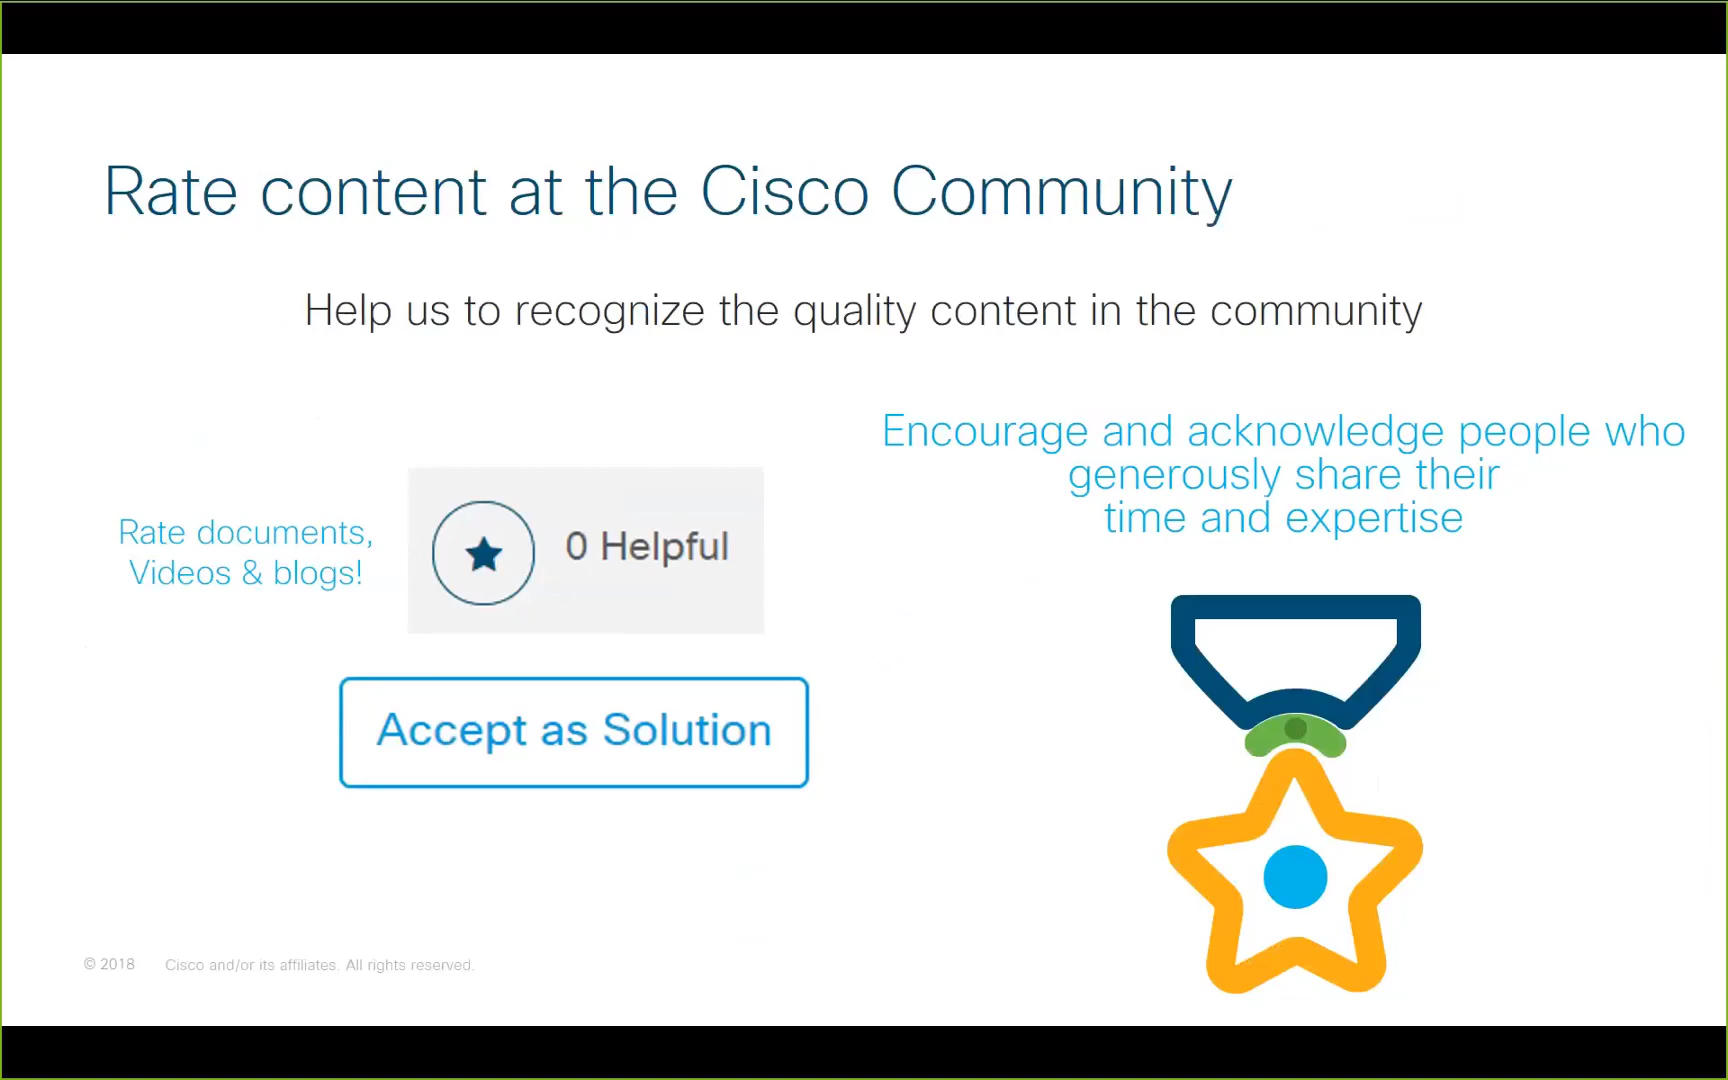 Rate content at the Cisco Community
Help us to recognize the quality content in the community
Rate documents,
Videos & blogs!
0 Helpful
Accept as Solution
Encourage and acknowledge people who
generously share their
time and expertise
© 2018 Cisco and/or its affiliates. All rights reserved.